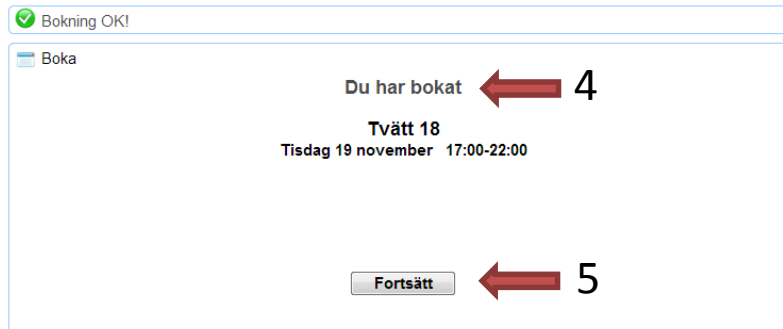 Bokning OK!
Boka
Du har bokat 4
Tvätt 18
Tisdag 19 november 17:00-22:00
Fortsätt 5